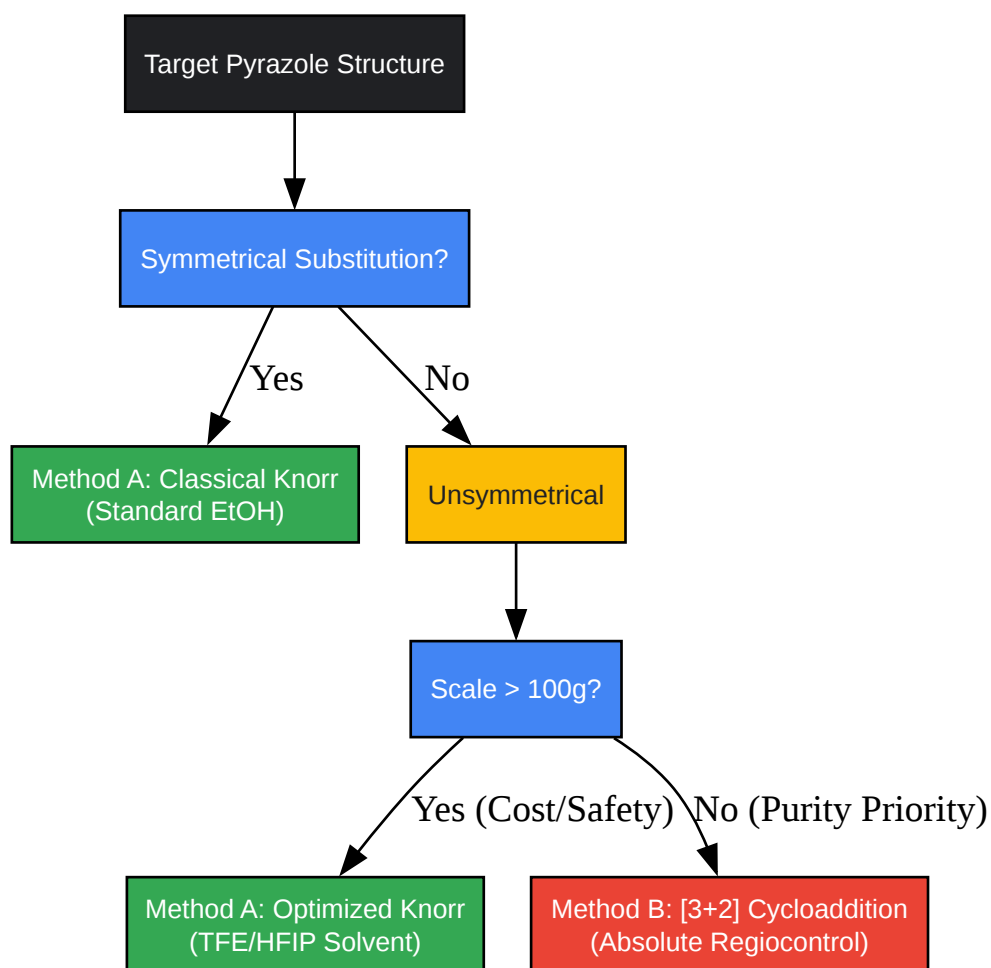 Target Pyrazole Structure
Symmetrical Substitution?
Yes
No
Method A: Classical Knorr
(Standard EtOH)
Unsymmetrical
Scale > 100g?
Yes (Cost/Safety)
No (Purity Priority)
Method A: Optimized Knorr
(TFE/HFIP Solvent)
Method B: [3+2] Cycloaddition
(Absolute Regiocontrol)